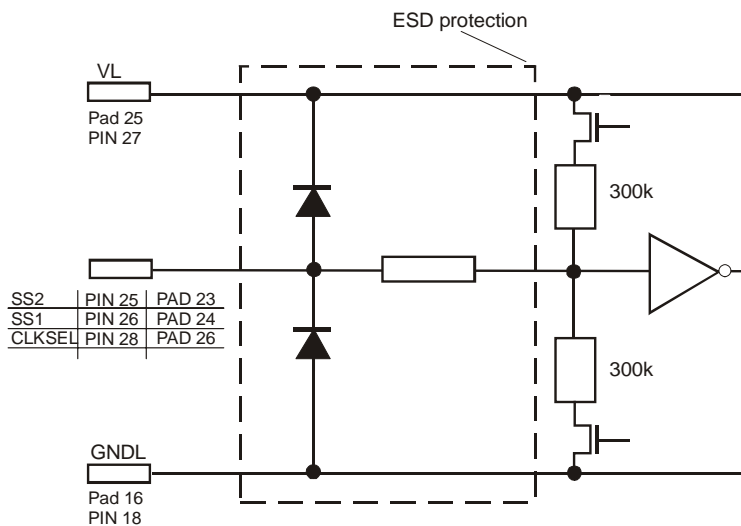 ESD protection
VL
Pad 25
PIN 27
300k
SS2 PIN 25 PAD 23
SS1 PIN 26 PAD 24
CLKSEL PIN 28 PAD 26
300k
GNDL
Pad 16
PIN 18